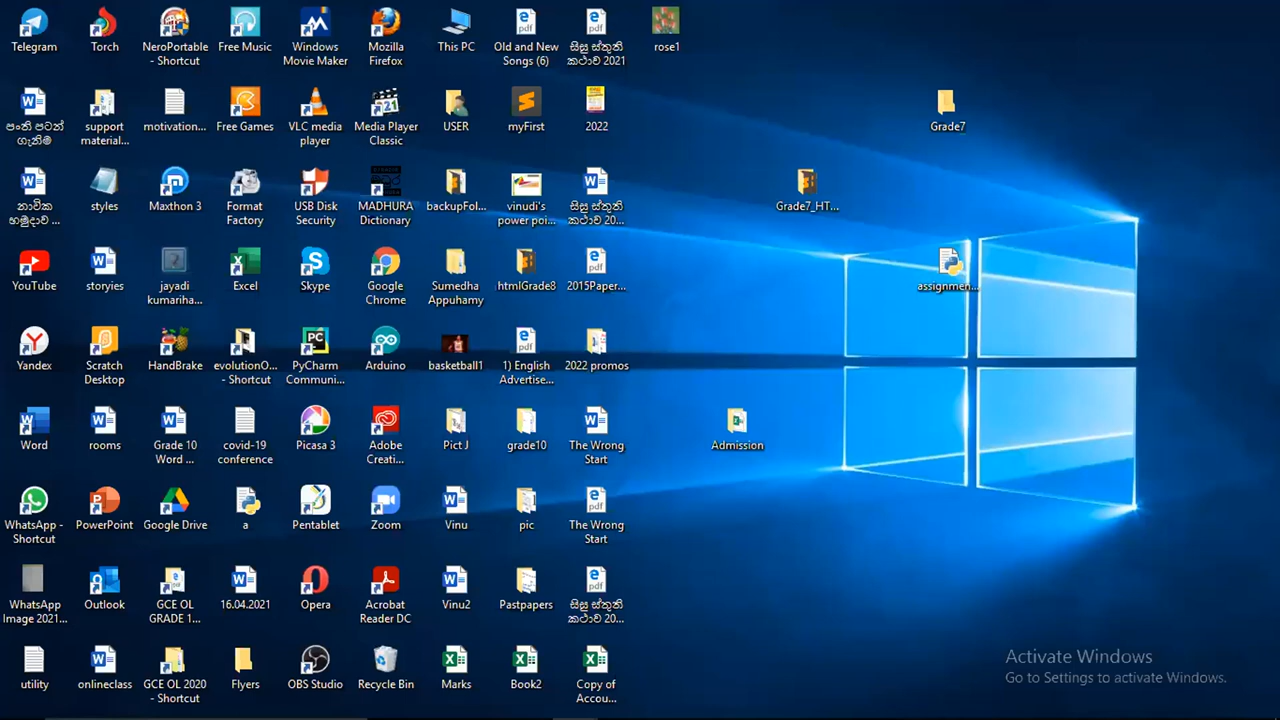 Telegram
Torch
NeroPortable
- Shortcut
Free Music
Windows
Movie Maker
Mozilla
Firefox
This PC
Old and New
Songs (6)
සිසු ස්තුති
කථාව 2021
rose1
පංති පටන්
ගැනීම
support
material...
motivation...
Free Games
VLC media
player
Media Player
Classic
USER
myFirst
2022
Grade7
නාවික
හමුදාව ...
styles
Maxthon 3
Format
Factory
USB Disk
Security
MADHURA
Dictionary
backupFol...
vinudi's
power poi...
සිසු ස්තුති
කථාව 20...
Grade7_HT...
YouTube
storyies
jayadi
kumariha...
Excel
Skype
Google
Chrome
Sumedha
Appuhamy
htmlGrade8
2015Paper...
assignmen...
Yandex
Scratch
Desktop
HandBrake
evolutionO...
- Shortcut
PyCharm
Communi...
Arduino
basketball1
1) English
Advertise...
2022 promos
Word
rooms
Grade 10
Word ...
covid-19
conference
Picasa 3
Adobe
Creati...
Pict J
grade10
The Wrong
Start
Admission
WhatsApp -
Shortcut
PowerPoint
Google Drive
a
Pentablet
Zoom
Vinu
pic
The Wrong
Start
WhatsApp
Image 2021...
Outlook
GCE OL
GRADE 1...
16.04.2021
Opera
Acrobat
Reader DC
Vinu2
Pastpapers
සිසු ස්තුති
කථාව 20...
utility
onlineclass
GCE OL 2020
- Shortcut
Flyers
OBS Studio
Recycle Bin
Marks
Book2
Copy of
Accou...
Activate Windows
Go to Settings to activate Windows.